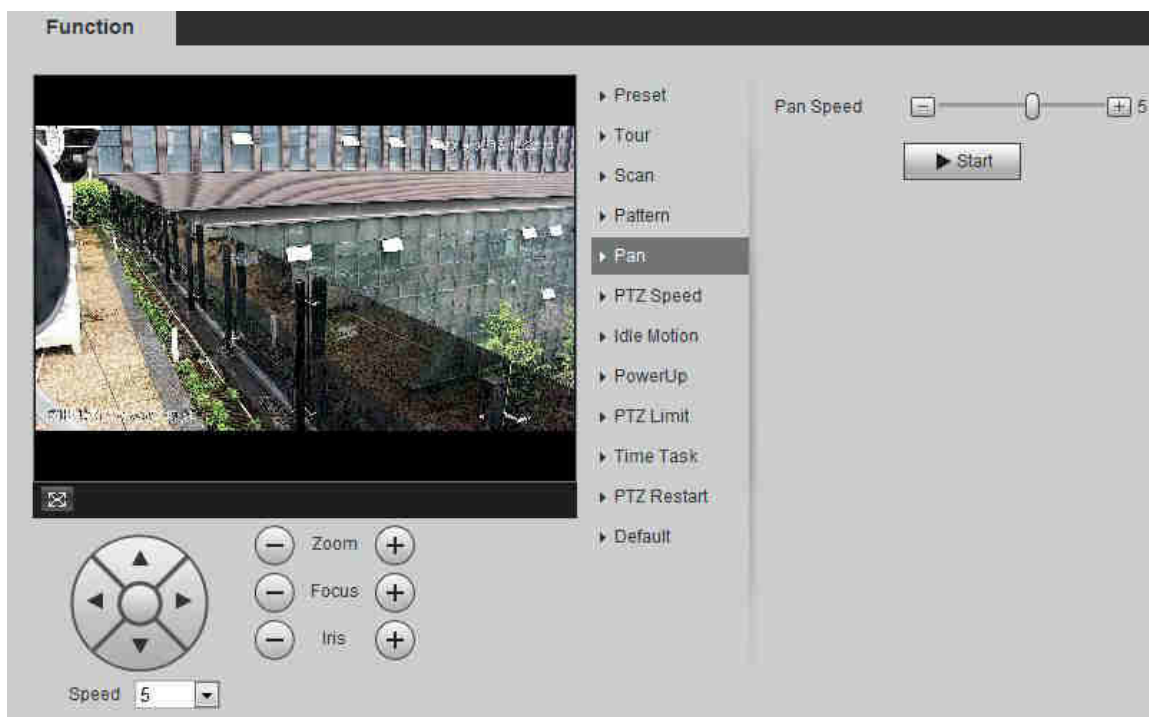 Function
Preset
Tour
Scan
Pattern
Pan
PTZ Speed
Idle Motion
PowerUp
PTZ Limit
Time Task
PTZ Restart
Default
Pan Speed 5
Start
Zoom
Focus
Iris
Speed 5